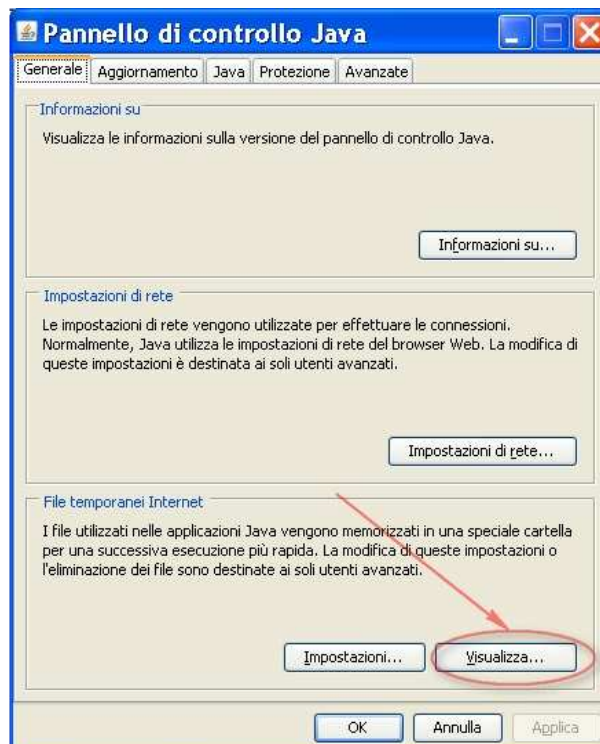 Pannello di controllo Java
Generale Aggiornamento Java Protezione Avanzate
Informazioni su
Visualizza le informazioni sulla versione del pannello di controllo Java.
Informazioni su...
Impostazioni di rete
Le impostazioni di rete vengono utilizzate per effettuare le connessioni.
Normalmente, Java utilizza le impostazioni di rete del browser Web. La modifica di
queste impostazioni è destinata ai soli utenti avanzati.
Impostazioni di rete...
File temporanei Internet
I file utilizzati nelle applicazioni Java vengono memorizzati in una speciale cartella
per una successiva esecuzione più rapida. La modifica di queste impostazioni o
l'eliminazione dei file sono destinate ai soli utenti avanzati.
Impostazioni... Visualizza...
OK Annulla Applica